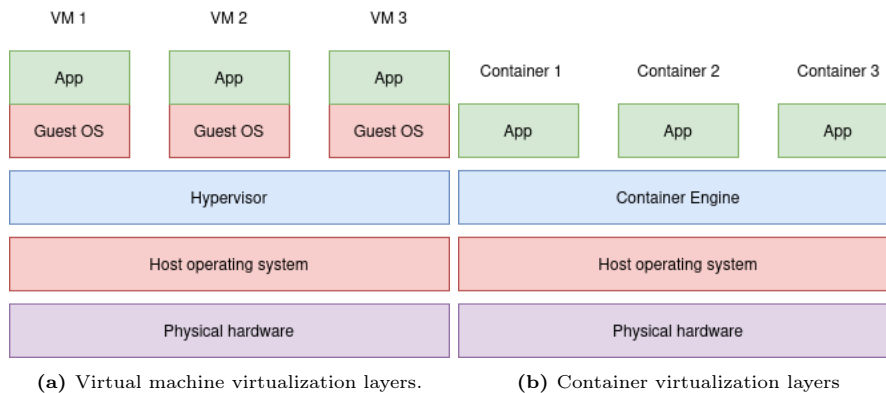 VM 1
VM 2
VM 3
App
App
App
Guest OS
Guest OS
Guest OS
Hypervisor
Host operating system
Physical hardware
(a) Virtual machine virtualization layers.
Container 1
Container 2
Container 3
App
App
App
Container Engine
Host operating system
Physical hardware
(b) Container virtualization layers